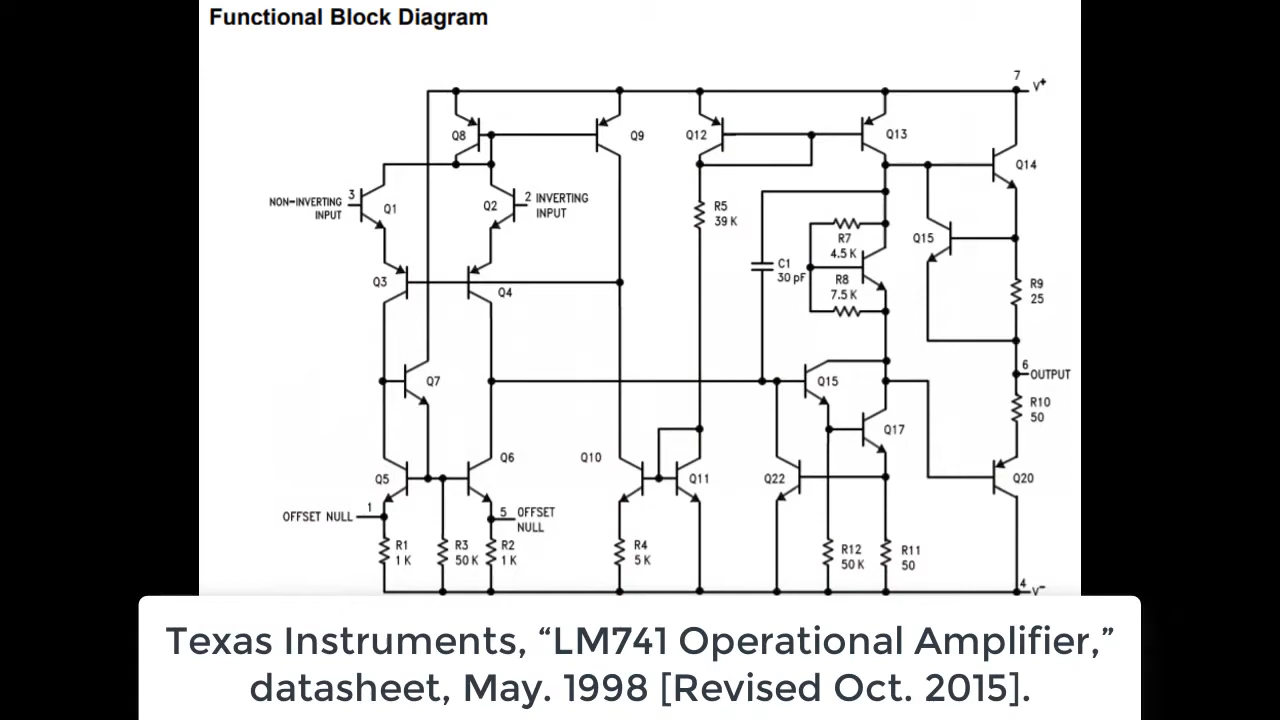 Functional Block Diagram
7
V+
Q8
Q9
Q12
Q13
Q14
NON-INVERTING
INPUT
3
Q1
Q2
2 INVERTING
INPUT
R5
39 K
Q15
R7
4.5 K
C1
30 pF
R8
7.5 K
Q3
Q4
R9
25
Q7
Q15
6
OUTPUT
R10
50
Q17
Q5
Q6
Q10
Q11
Q22
Q20
OFFSET NULL
1
5 OFFSET
NULL
R1
1 K
R3
50 K
R2
1 K
R4
5 K
R12
50 K
R11
50
4
V-
Texas Instruments, “LM741 Operational Amplifier,”
datasheet, May. 1998 [Revised Oct. 2015].